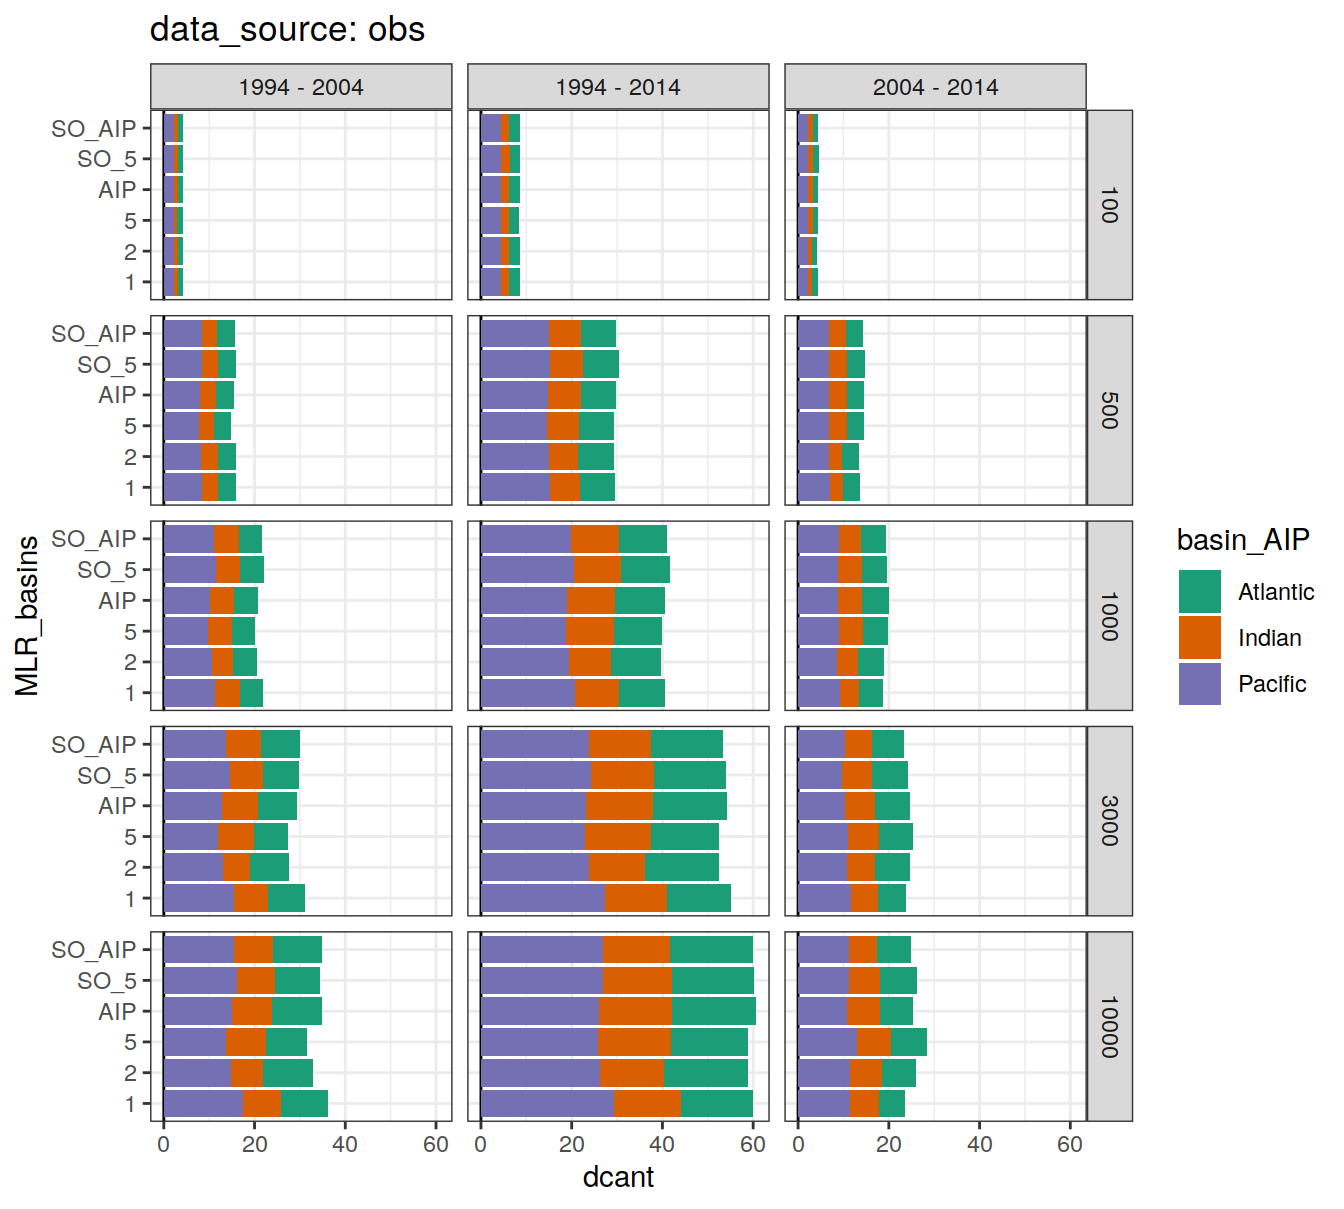 data_source: obs
1994 - 2004
1994 - 2014
2004 - 2014
SO_AIP
SO_5
AIP
5
2
1
100
SO_AIP
SO_5
AIP
5
2
1
500
SO_AIP
SO_5
AIP
5
2
1
1000
SO_AIP
SO_5
AIP
5
2
1
3000
SO_AIP
SO_5
AIP
5
2
1
10000
MLR_basins
0 20 40 60
0 20 40 60
0 20 40 60
dcant
basin_AIP
Atlantic
Indian
Pacific